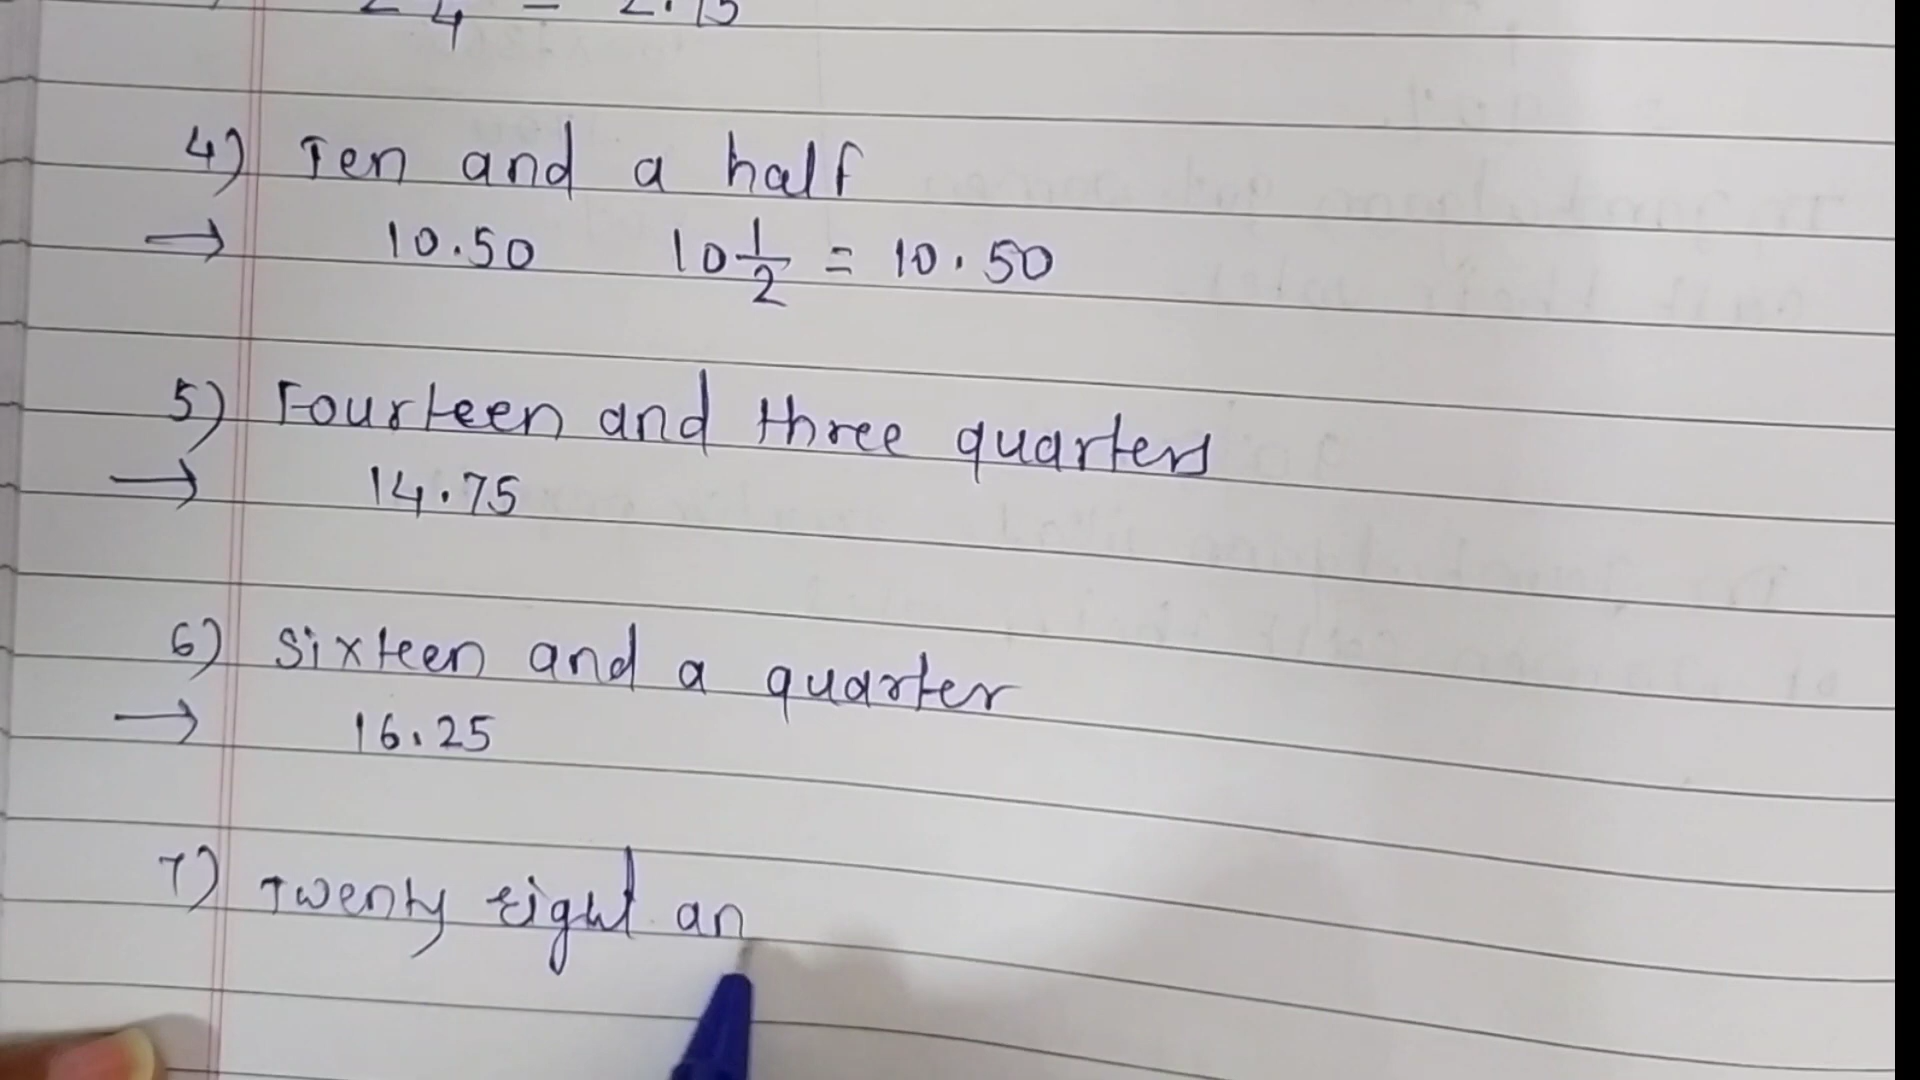 4) Ten and a half
→ 10.50 10 1/2 = 10.50
5) Fourteen and three quarters
→ 14.75
6) Sixteen and a quarter
→ 16.25
7) Twenty eight an